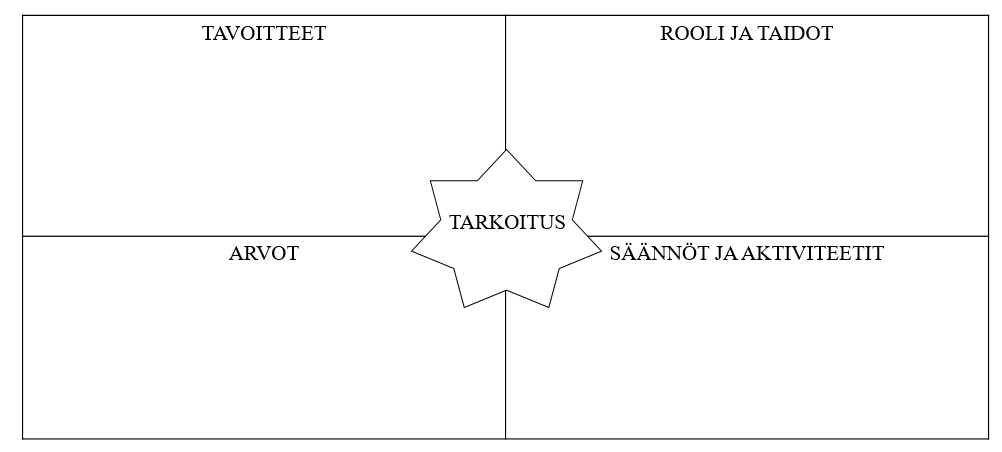 TAVOITTEET
ROOLI JA TAIDOT
TARKOITUS
ARVOT
SÄÄNNÖT JA AKTIVITEETIT